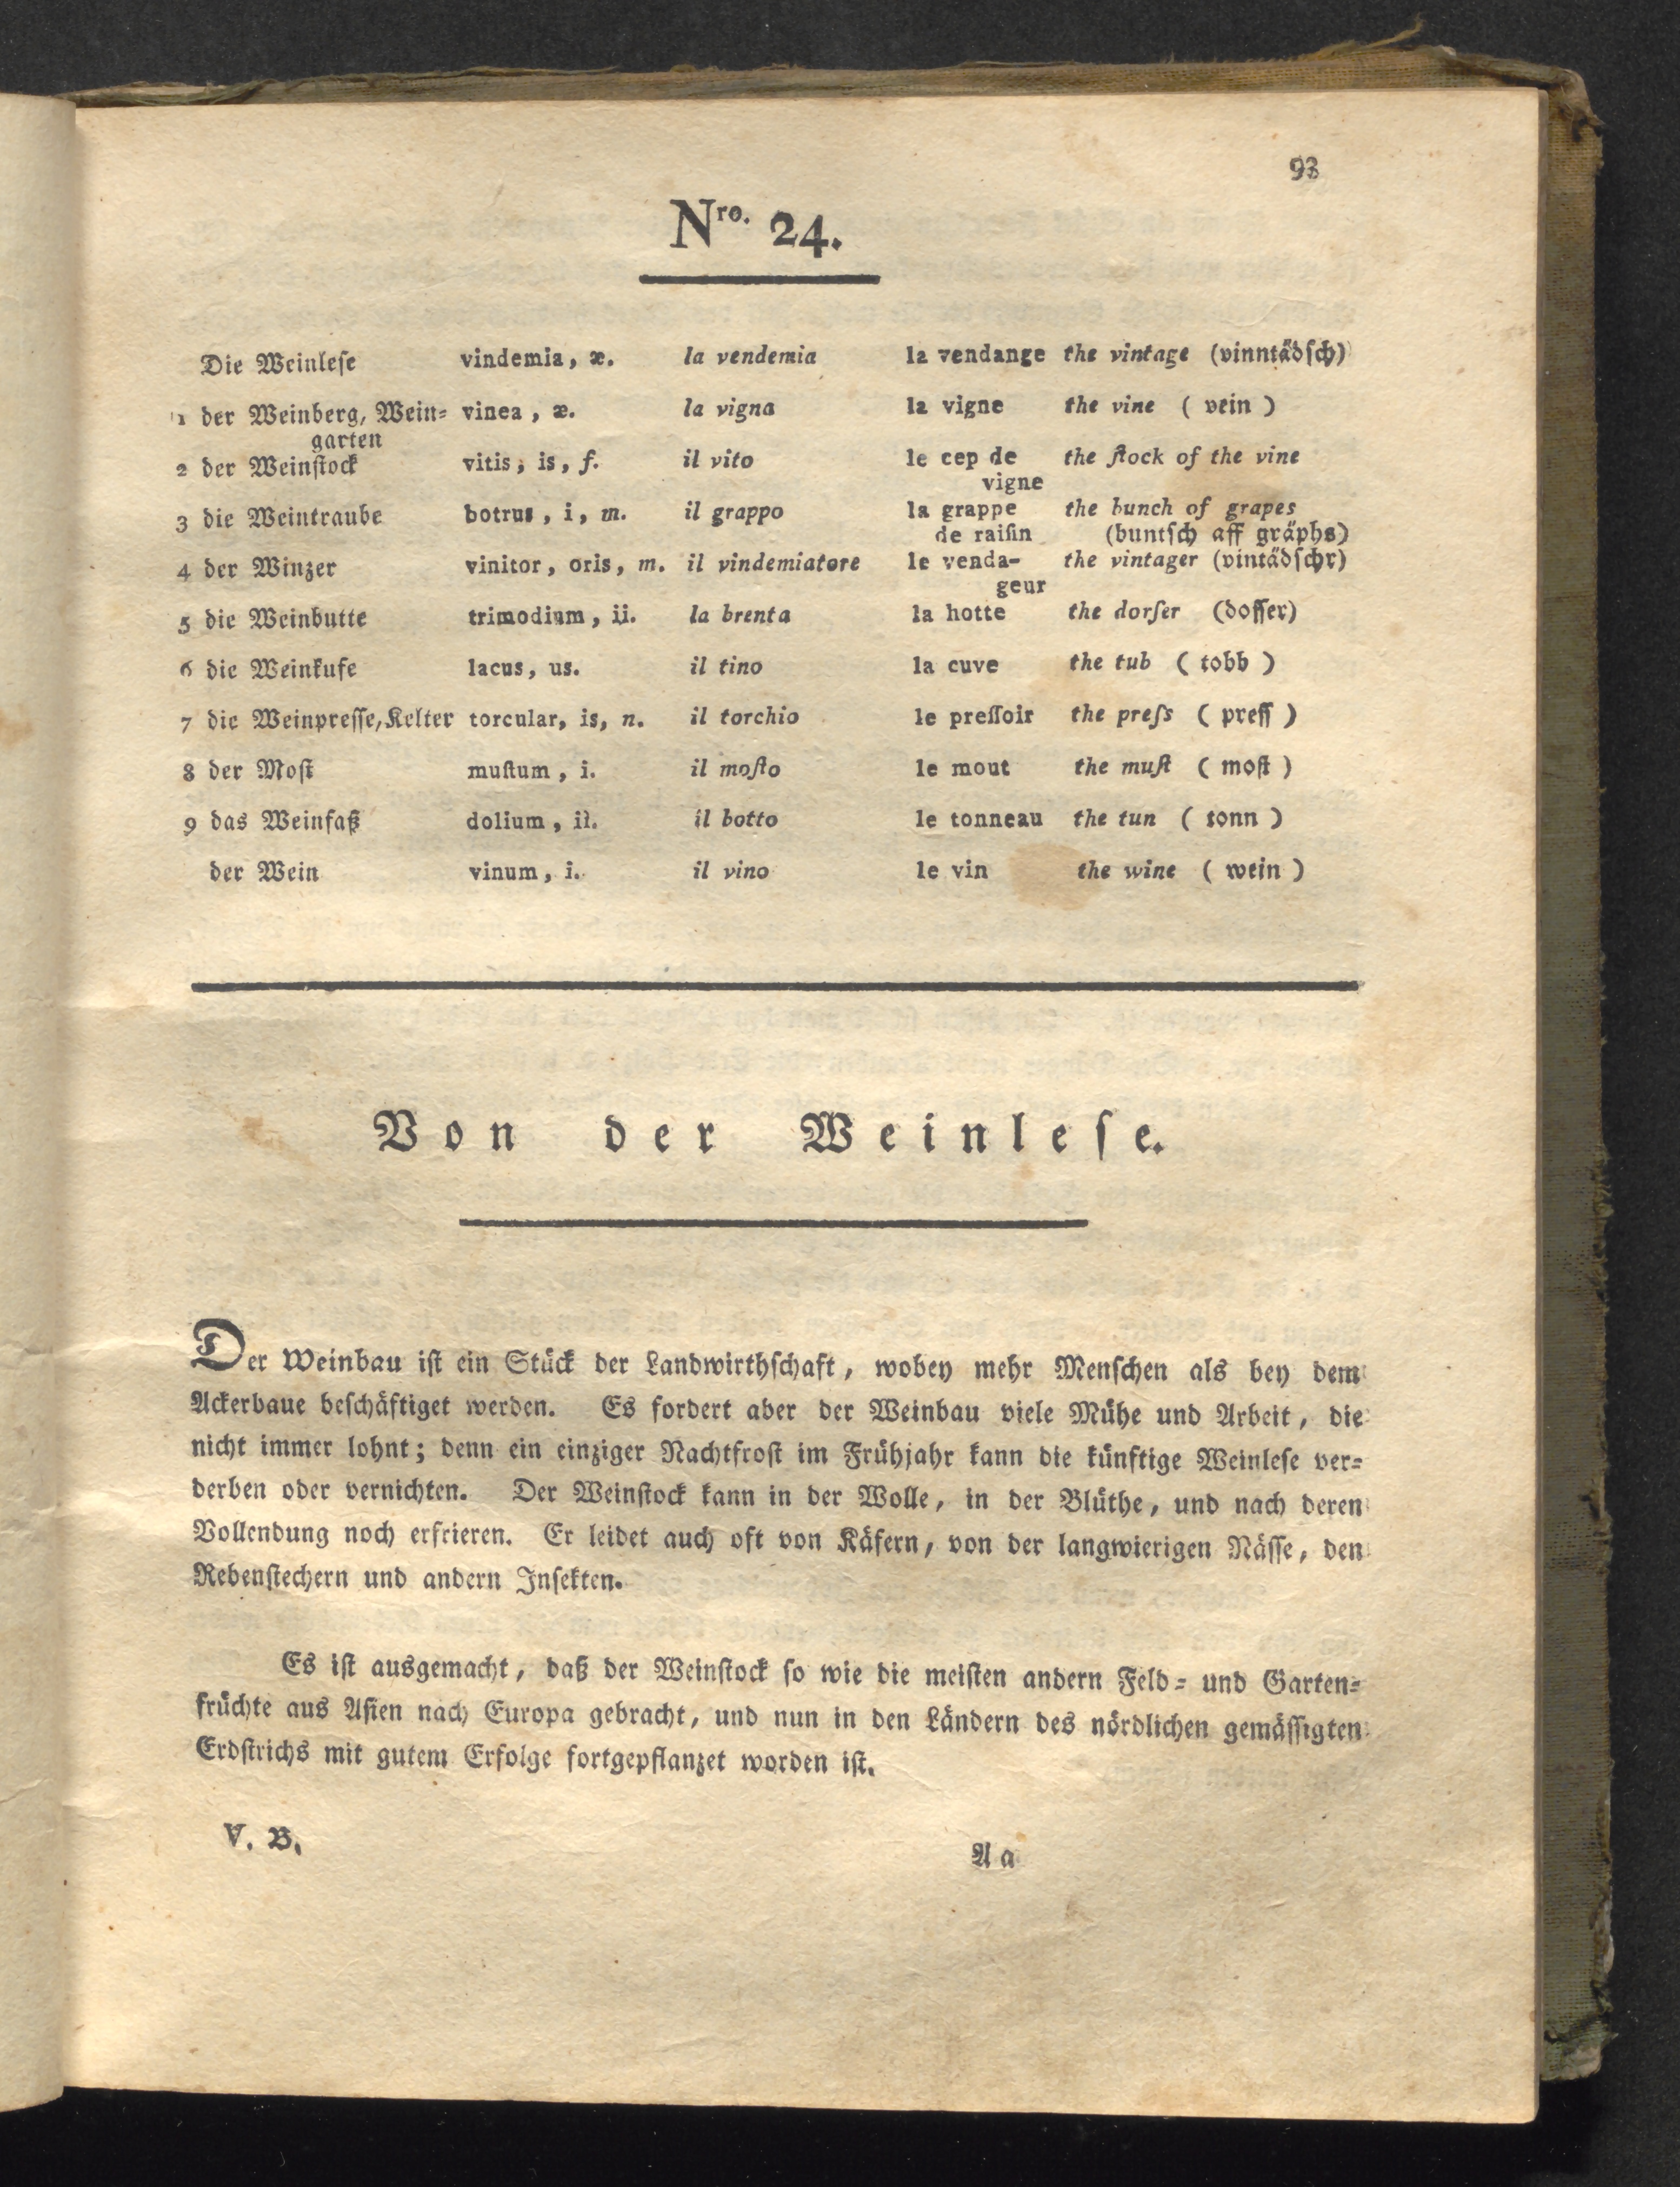 93
Nro. 24.
Die Weinleſe vindemia, æ. la vendemia la vendange the vintage (vinntädſch)
1 der Weinberg, Wein= vinea, æ. la vigna la vigne the vine ( vein )
garten
2 der Weinſtock vitis, is, f. il vito le cep de the ſtock of the vine
vigne
3 die Weintraube botrus, i, m. il grappo la grappe the bunch of grapes
de raiſin (buntſch aff gräphs)
4 der Winzer vinitor, oris, m. il vindemiatore le venda- the vintager (vintädſchr)
geur
5 die Weinbutte trimodium, ii. la brenta la hotte the dorſer (doſſer)
6 die Weinkufe lacus, us. il tino la cuve the tub ( tobb )
7 die Weinpreſſe, Kelter torcular, is, n. il torchio le preſſoir the preſs ( preſſ )
8 der Moſt muſtum, i. il moſto le mout the muſt ( moſt )
9 das Weinfaß dolium, ii. il botto le tonneau the tun ( tonn )
der Wein vinum, i. il vino le vin the wine ( wein )
Von der Weinleſe.
Der Weinbau iſt ein Stück der Landwirthſchaft, wobey mehr Menſchen als bey dem
Ackerbaue beſchäftiget werden. Es fordert aber der Weinbau viele Mühe und Arbeit, die
nicht immer lohnt; denn ein einziger Nachtfroſt im Frühjahr kann die künftige Weinleſe ver=
derben oder vernichten. Der Weinſtock kann in der Wolle, in der Blüthe, und nach deren
Vollendung noch erfrieren. Er leidet auch oft von Käfern, von der langwierigen Näſſe, den
Rebenſtechern und andern Inſekten.
Es iſt ausgemacht, daß der Weinſtock ſo wie die meiſten andern Feld= und Garten=
früchte aus Aſien nach Europa gebracht, und nun in den Ländern des nördlichen gemäſſigten
Erdſtrichs mit gutem Erfolge fortgepflanzet worden iſt.
V. B. Aa